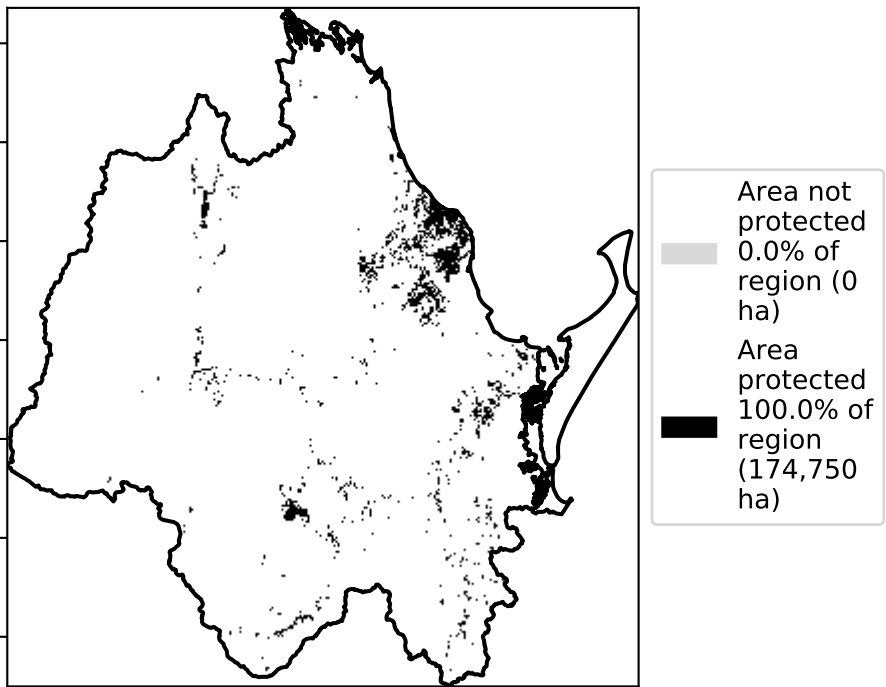 Area not
protected
0.0% of
region (0
ha)
Area
protected
100.0% of
region
(174,750
ha)